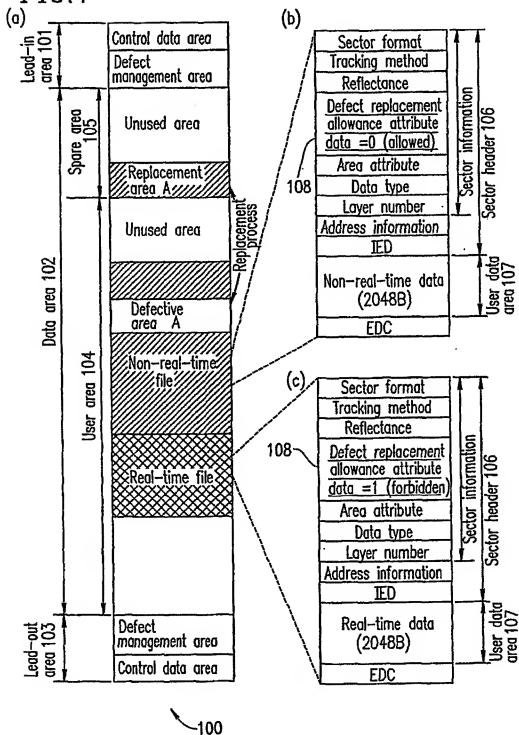 (a)
Lead-in
area 101
Control data area
Defect
management area
Data area 102
Spare area
105
Unused area
Replacement
area A
Replacement process
User area 104
Unused area
Defective
area A
Non-real-time
file
Real-time file
Lead-out
area 103
Defect
management area
Control data area
100
(b)
Sector format
Tracking method
Reflectance
Defect replacement
allowance attribute
data =0 (allowed)
108
Area attribute
Data type
Layer number
Address information
IED
Non-real-time data
(2048B)
EDC
Sector information
Sector header 106
User data
area 107
(c)
Sector format
Tracking method
Reflectance
Defect replacement
allowance attribute
data =1 (forbidden)
108
Area attribute
Data type
Layer number
Address information
IED
Real-time data
(2048B)
EDC
Sector information
Sector header 106
User data
area 107